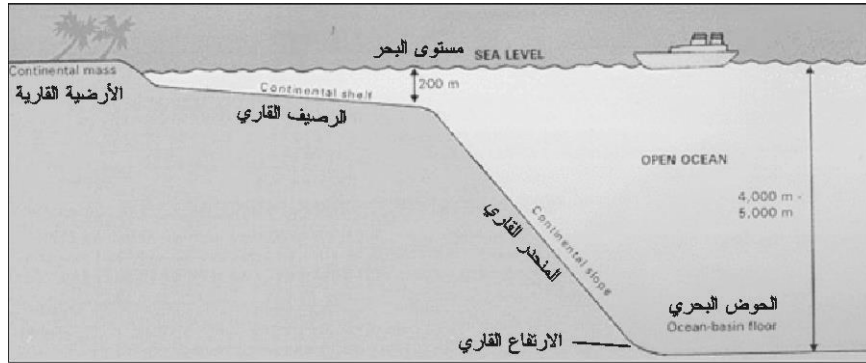 مستوى البحر
SEA LEVEL
Continental mass
الأرضية القارية
Continental shelf
200 m
الرصيف القاري
OPEN OCEAN
4,000 m -
5,000 m
Continental slope
المنحدر القاري
الحوض البحري
Ocean-basin floor
الارتفاع القاري